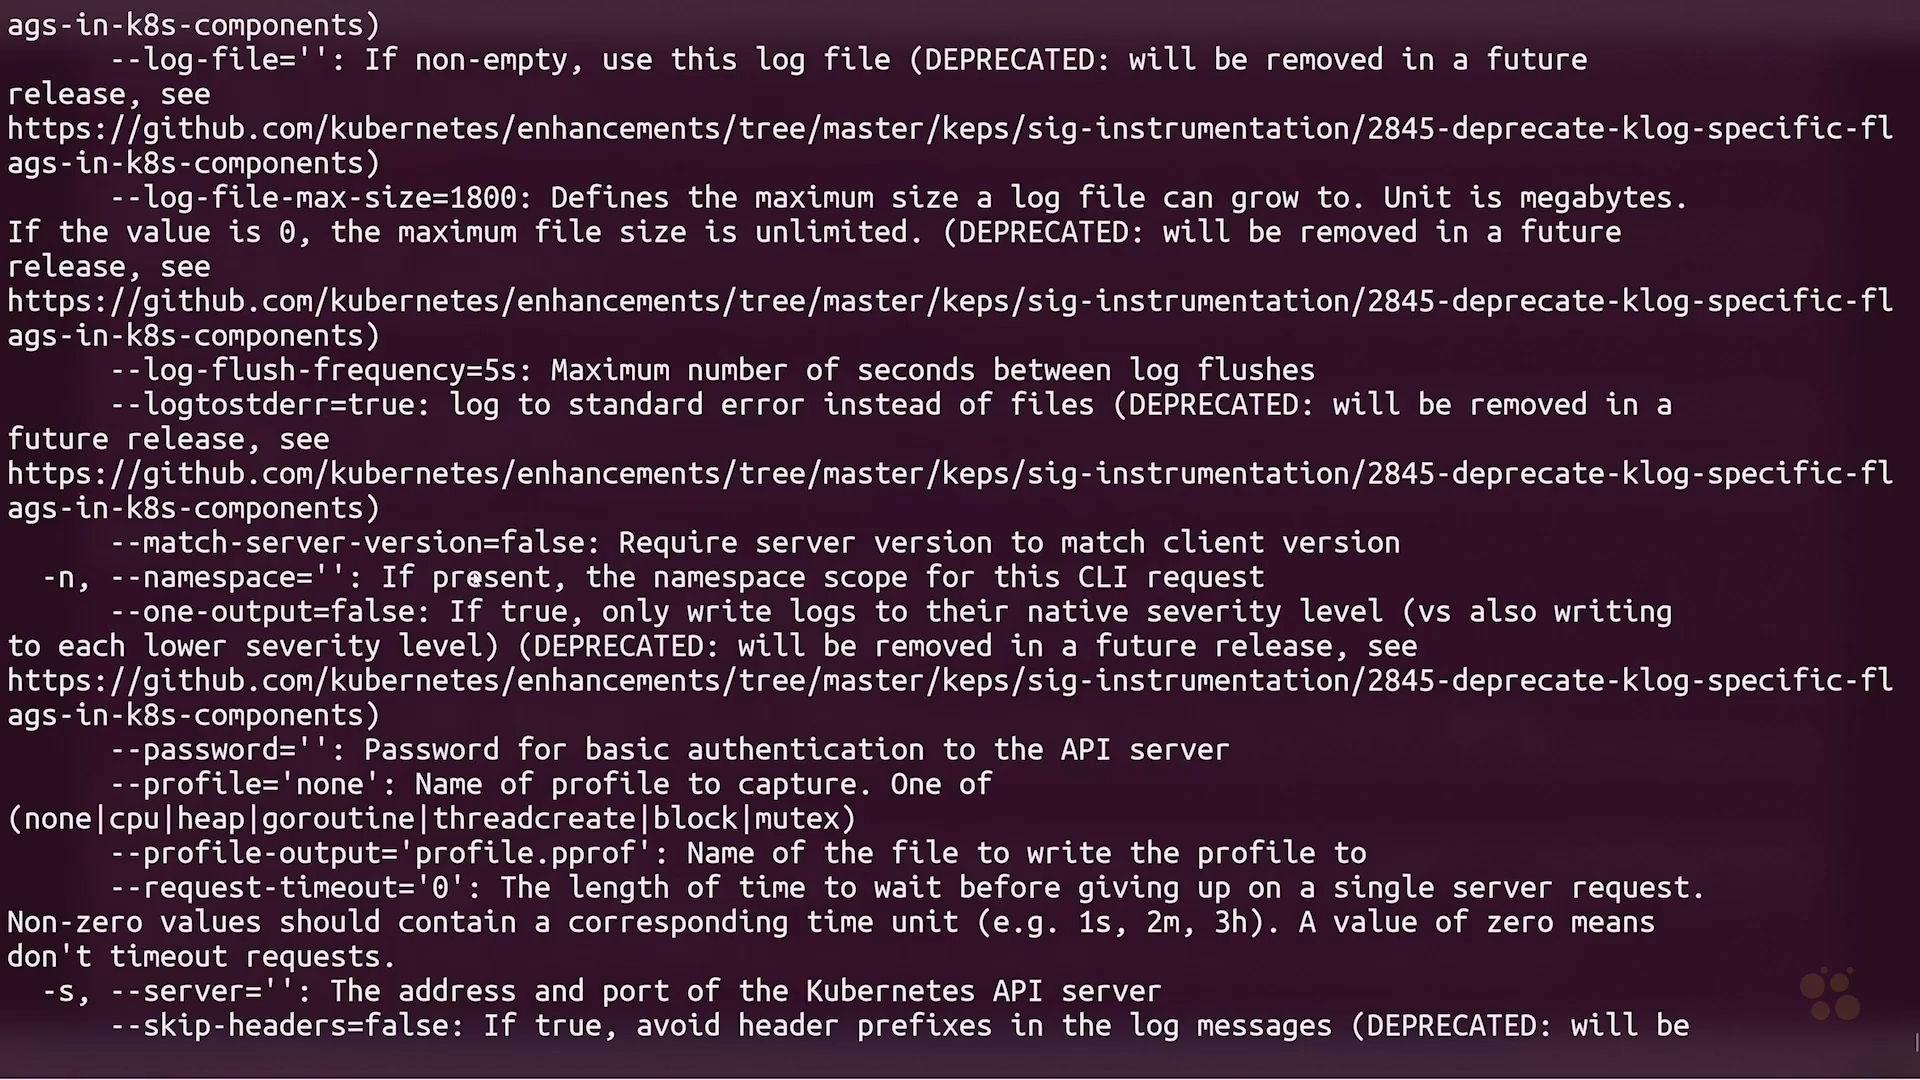 ags-in-k8s-components)
--log-file='': If non-empty, use this log file (DEPRECATED: will be removed in a future
release, see
https://github.com/kubernetes/enhancements/tree/master/keps/sig-instrumentation/2845-deprecate-klog-specific-fl
ags-in-k8s-components)
--log-file-max-size=1800: Defines the maximum size a log file can grow to. Unit is megabytes.
If the value is 0, the maximum file size is unlimited. (DEPRECATED: will be removed in a future
release, see
https://github.com/kubernetes/enhancements/tree/master/keps/sig-instrumentation/2845-deprecate-klog-specific-fl
ags-in-k8s-components)
--log-flush-frequency=5s: Maximum number of seconds between log flushes
--logtostderr=true: log to standard error instead of files (DEPRECATED: will be removed in a
future release, see
https://github.com/kubernetes/enhancements/tree/master/keps/sig-instrumentation/2845-deprecate-klog-specific-fl
ags-in-k8s-components)
--match-server-version=false: Require server version to match client version
-n, --namespace='': If present, the namespace scope for this CLI request
--one-output=false: If true, only write logs to their native severity level (vs also writing
to each lower severity level) (DEPRECATED: will be removed in a future release, see
https://github.com/kubernetes/enhancements/tree/master/keps/sig-instrumentation/2845-deprecate-klog-specific-fl
ags-in-k8s-components)
--password='': Password for basic authentication to the API server
--profile='none': Name of profile to capture. One of
(none|cpu|heap|goroutine|threadcreate|block|mutex)
--profile-output='profile.pprof': Name of the file to write the profile to
--request-timeout='0': The length of time to wait before giving up on a single server request.
Non-zero values should contain a corresponding time unit (e.g. 1s, 2m, 3h). A value of zero means
don't timeout requests.
-s, --server='': The address and port of the Kubernetes API server
--skip-headers=false: If true, avoid header prefixes in the log messages (DEPRECATED: will be